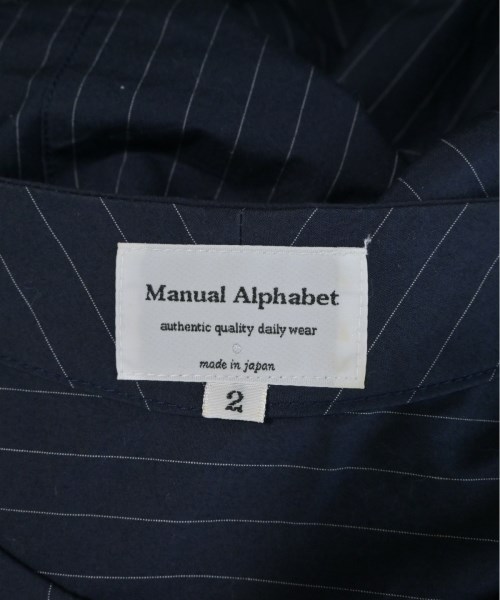 Manual Alphabet
authentic quality daily wear
made in japan
2